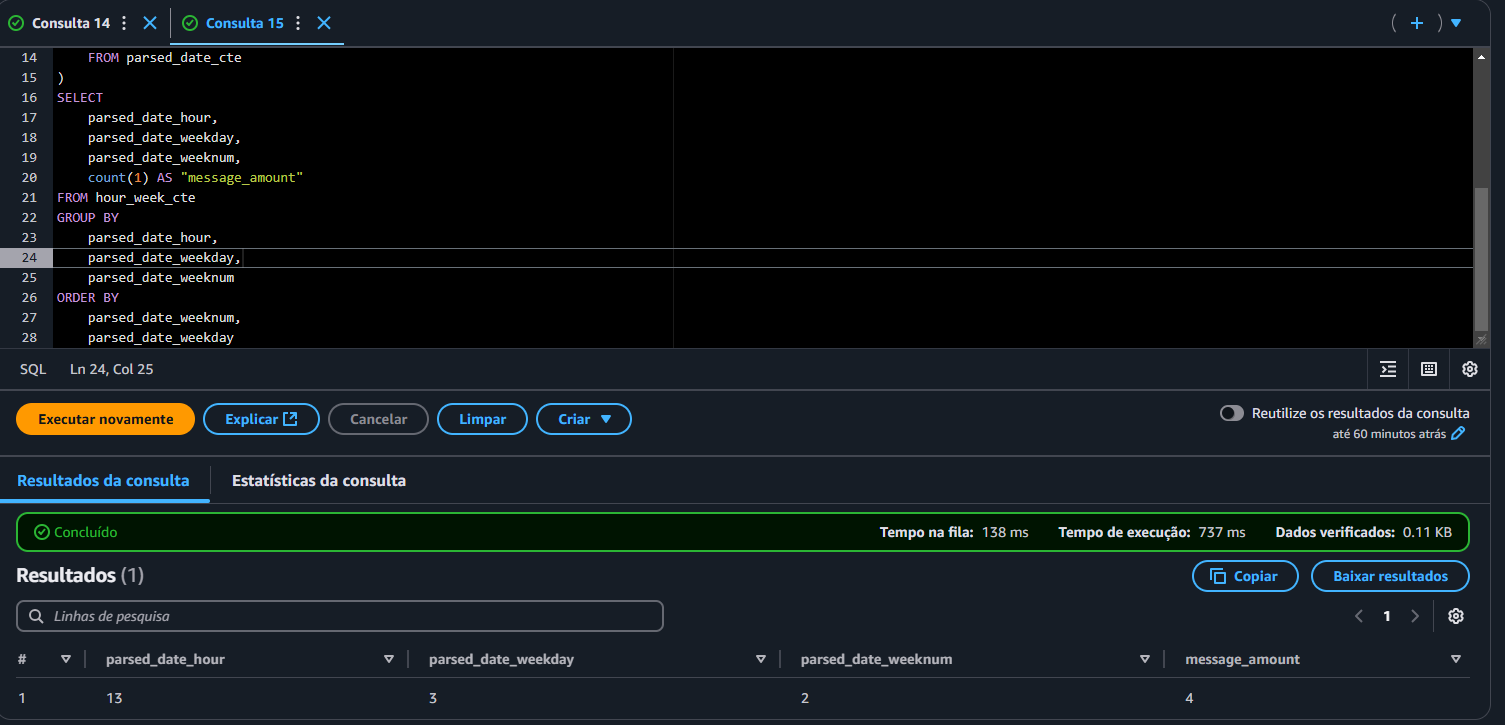 Consulta 14
Consulta 15
14 FROM parsed_date_cte
15 )
16 SELECT
17 parsed_date_hour,
18 parsed_date_weekday,
19 parsed_date_weeknum,
20 count(1) AS "message_amount"
21 FROM hour_week_cte
22 GROUP BY
23 parsed_date_hour,
24 parsed_date_weekday,
25 parsed_date_weeknum
26 ORDER BY
27 parsed_date_weeknum,
28 parsed_date_weekday
SQL Ln 24, Col 25
Executar novamente Explicar Cancelar Limpar Criar Reutilize os resultados da consulta
até 60 minutos atrás
Resultados da consulta Estatísticas da consulta
Concluído Tempo na fila: 138 ms Tempo de execução: 737 ms Dados verificados: 0.11 KB
Resultados (1) Copiar Baixar resultados
Linhas de pesquisa 1
# parsed_date_hour parsed_date_weekday parsed_date_weeknum message_amount
1 13 3 2 4